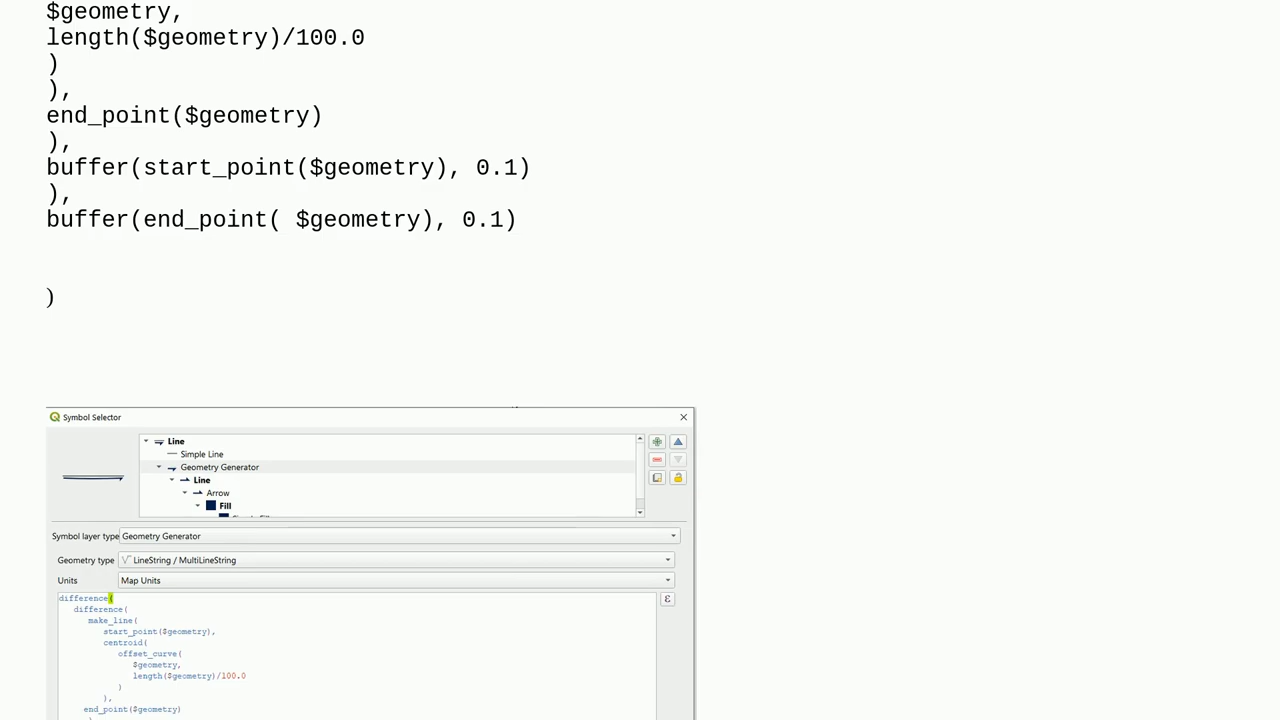 $geometry,
length($geometry)/100.0
)
),
end_point($geometry)
),
buffer(start_point($geometry), 0.1)
),
buffer(end_point( $geometry), 0.1)
)
Symbol Selector
Line
Simple Line
Geometry Generator
Line
Arrow
Fill
Symbol layer type Geometry Generator
Geometry type LineString / MultiLineString
Units Map Units
difference(
difference(
make_line(
start_point($geometry),
centroid(
offset_curve(
$geometry,
length($geometry)/100.0
)
),
end_point($geometry)